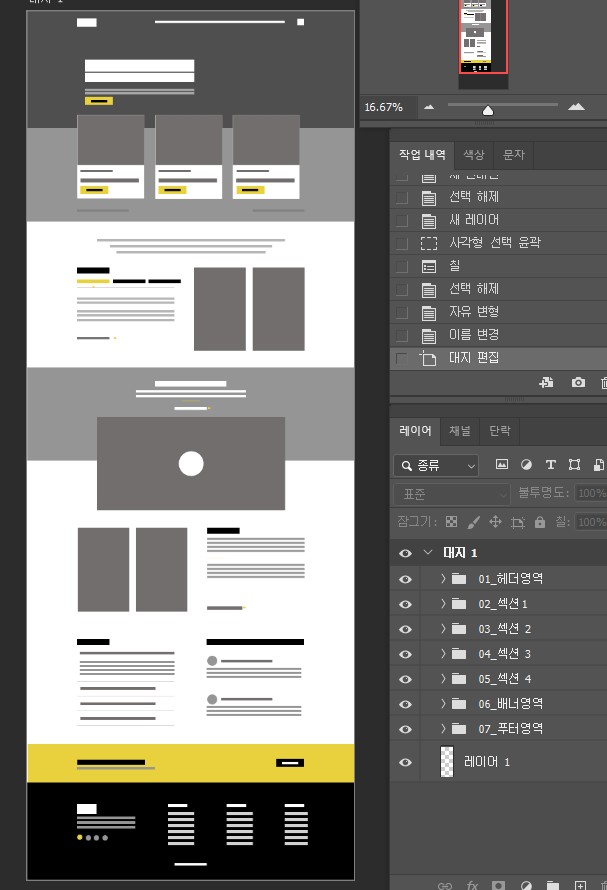 대지 1
16.67%
작업 내역 색상 문자
선택 해제
새 레이어
사각형 선택 윤곽
칠
선택 해제
자유 변형
이름 변경
대지 편집
레이어 채널 단락
종류
표준 불투명도: 100%
잠그기: 칠: 100%
대지 1
01_헤더영역
02_섹션1
03_섹션 2
04_섹션 3
05_섹션 4
06_배너영역
07_푸터영역
레이어 1
fx